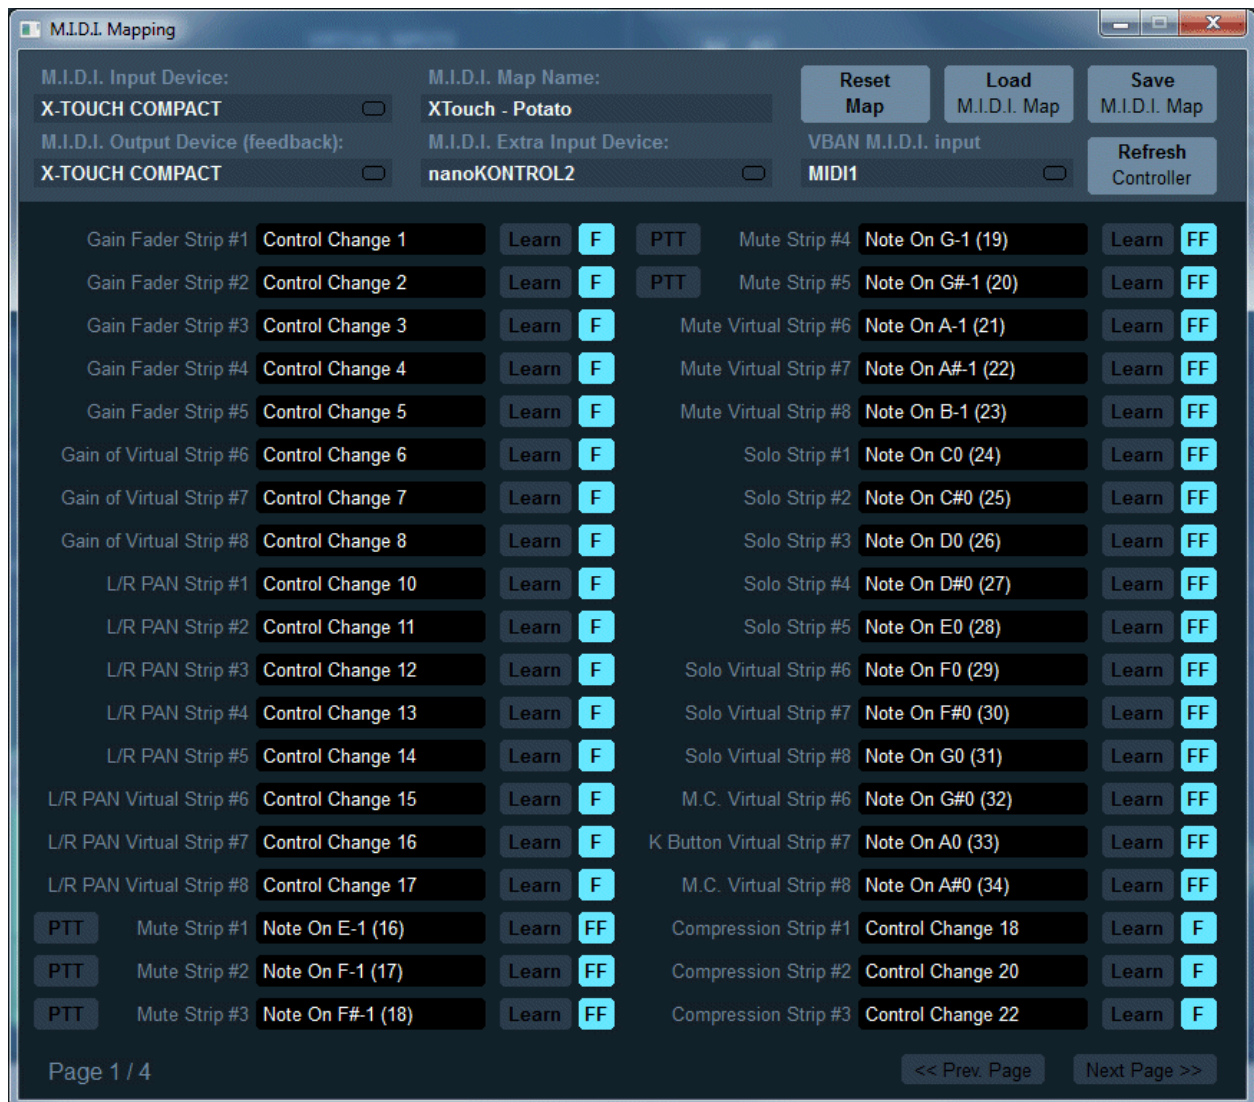 M.I.D.I. Mapping
M.I.D.I. Input Device:
X-TOUCH COMPACT
M.I.D.I. Map Name:
XTouch - Potato
Reset
Map
Load
M.I.D.I. Map
Save
M.I.D.I. Map
M.I.D.I. Output Device (feedback):
X-TOUCH COMPACT
M.I.D.I. Extra Input Device:
nanoKONTROL2
VBAN M.I.D.I. input
MIDI1
Refresh
Controller
Gain Fader Strip #1 Control Change 1 Learn F
Gain Fader Strip #2 Control Change 2 Learn F
Gain Fader Strip #3 Control Change 3 Learn F
Gain Fader Strip #4 Control Change 4 Learn F
Gain Fader Strip #5 Control Change 5 Learn F
Gain of Virtual Strip #6 Control Change 6 Learn F
Gain of Virtual Strip #7 Control Change 7 Learn F
Gain of Virtual Strip #8 Control Change 8 Learn F
L/R PAN Strip #1 Control Change 10 Learn F
L/R PAN Strip #2 Control Change 11 Learn F
L/R PAN Strip #3 Control Change 12 Learn F
L/R PAN Strip #4 Control Change 13 Learn F
L/R PAN Strip #5 Control Change 14 Learn F
L/R PAN Virtual Strip #6 Control Change 15 Learn F
L/R PAN Virtual Strip #7 Control Change 16 Learn F
L/R PAN Virtual Strip #8 Control Change 17 Learn F
PTT Mute Strip #1 Note On E-1 (16) Learn FF
PTT Mute Strip #2 Note On F-1 (17) Learn FF
PTT Mute Strip #3 Note On F#-1 (18) Learn FF
PTT Mute Strip #4 Note On G-1 (19) Learn FF
PTT Mute Strip #5 Note On G#-1 (20) Learn FF
Mute Virtual Strip #6 Note On A-1 (21) Learn FF
Mute Virtual Strip #7 Note On A#-1 (22) Learn FF
Mute Virtual Strip #8 Note On B-1 (23) Learn FF
Solo Strip #1 Note On C0 (24) Learn FF
Solo Strip #2 Note On C#0 (25) Learn FF
Solo Strip #3 Note On D0 (26) Learn FF
Solo Strip #4 Note On D#0 (27) Learn FF
Solo Strip #5 Note On E0 (28) Learn FF
Solo Virtual Strip #6 Note On F0 (29) Learn FF
Solo Virtual Strip #7 Note On F#0 (30) Learn FF
Solo Virtual Strip #8 Note On G0 (31) Learn FF
M.C. Virtual Strip #6 Note On G#0 (32) Learn FF
K Button Virtual Strip #7 Note On A0 (33) Learn FF
M.C. Virtual Strip #8 Note On A#0 (34) Learn FF
Compression Strip #1 Control Change 18 Learn F
Compression Strip #2 Control Change 20 Learn F
Compression Strip #3 Control Change 22 Learn F
Page 1 / 4
<< Prev. Page
Next Page >>